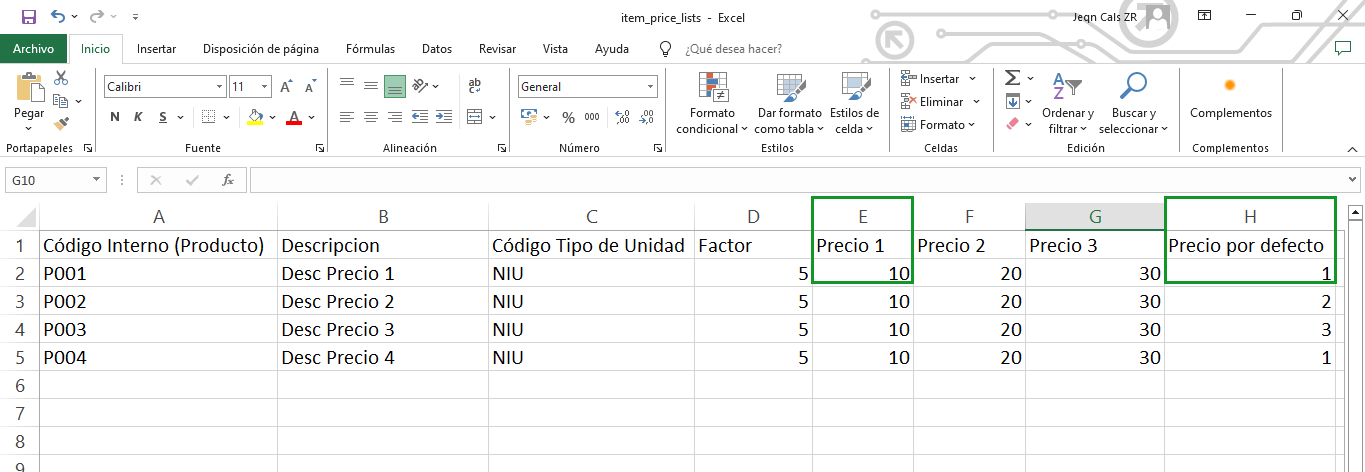 item_price_lists - Excel
Jeqn Cals ZR
Archivo Inicio Insertar Disposición de página Fórmulas Datos Revisar Vista Ayuda ¿Qué desea hacer?
Pegar
Calibri 11
N K S
A A
ab
General
% 000
Formato condicional
Dar formato como tabla
Estilos de celda
Insertar
Eliminar
Formato
Ordenar y filtrar
Buscar y seleccionar
Complementos
Portapapeles Fuente Alineación Número Estilos Celdas Edición Complementos
G10 fx
A B C D E F G H
1 Código Interno (Producto) Descripcion Código Tipo de Unidad Factor Precio 1 Precio 2 Precio 3 Precio por defecto
2 P001 Desc Precio 1 NIU 5 10 20 30 1
3 P002 Desc Precio 2 NIU 5 10 20 30 2
4 P003 Desc Precio 3 NIU 5 10 20 30 3
5 P004 Desc Precio 4 NIU 5 10 20 30 1
6
7
8
9